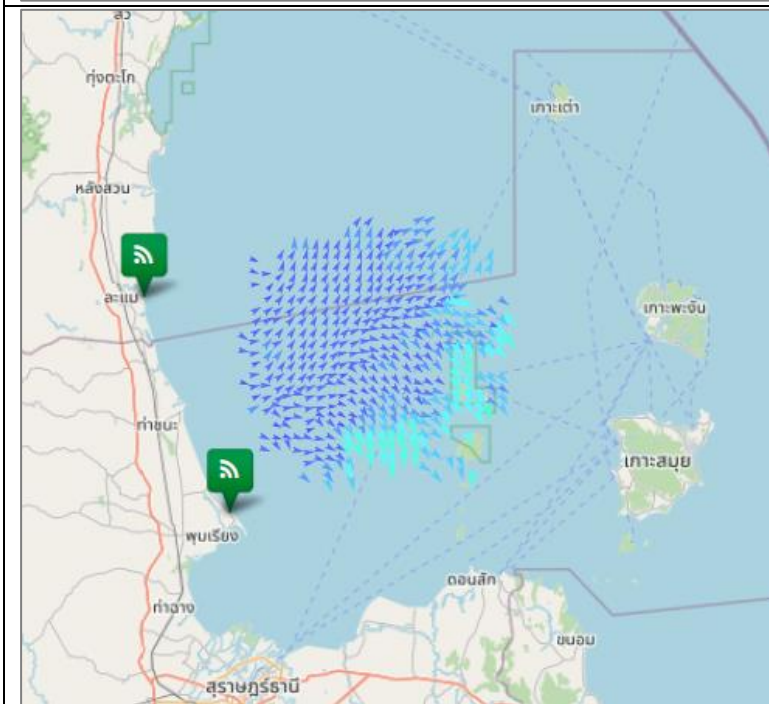 สวี
ทุ่งตะโก
เกาะเต่า
หลังสวน
ละแม
เกาะพะงัน
ท่าชนะ
เกาะสมุย
พุมเรียง
ดอนสัก
ท่าฉาง
ขนอม
สุราษฎร์ธานี